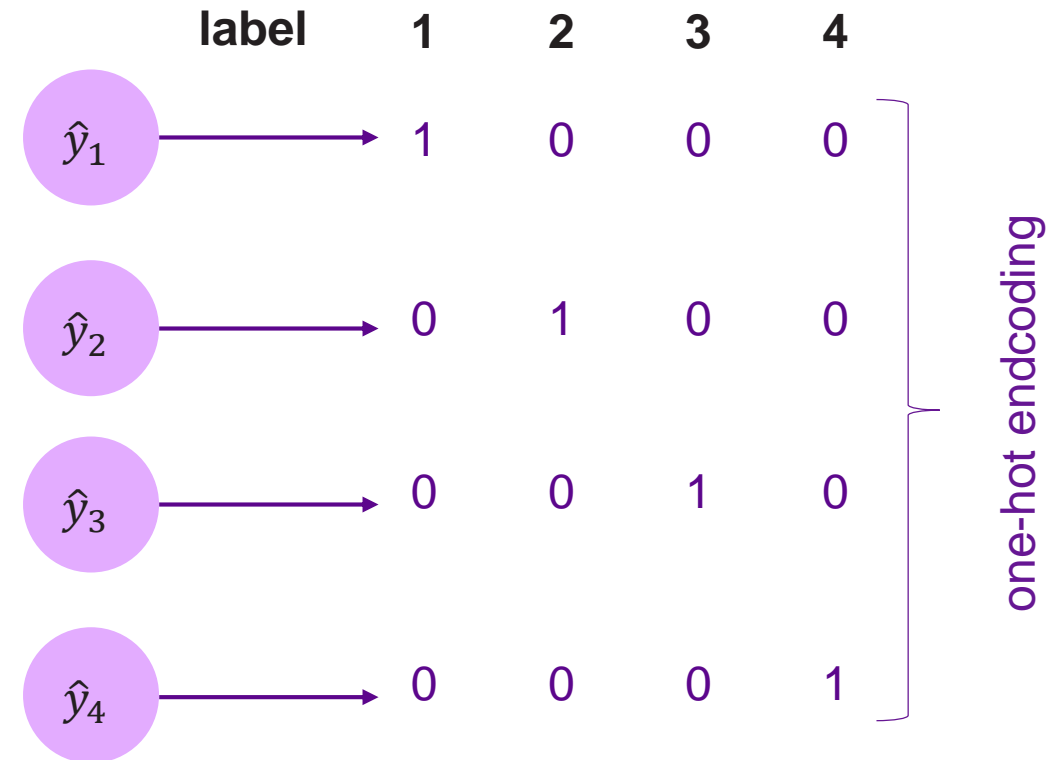 label 1 2 3 4
ŷ₁ 1 0 0 0
ŷ₂ 0 1 0 0
ŷ₃ 0 0 1 0
ŷ₄ 0 0 0 1
one-hot endcoding